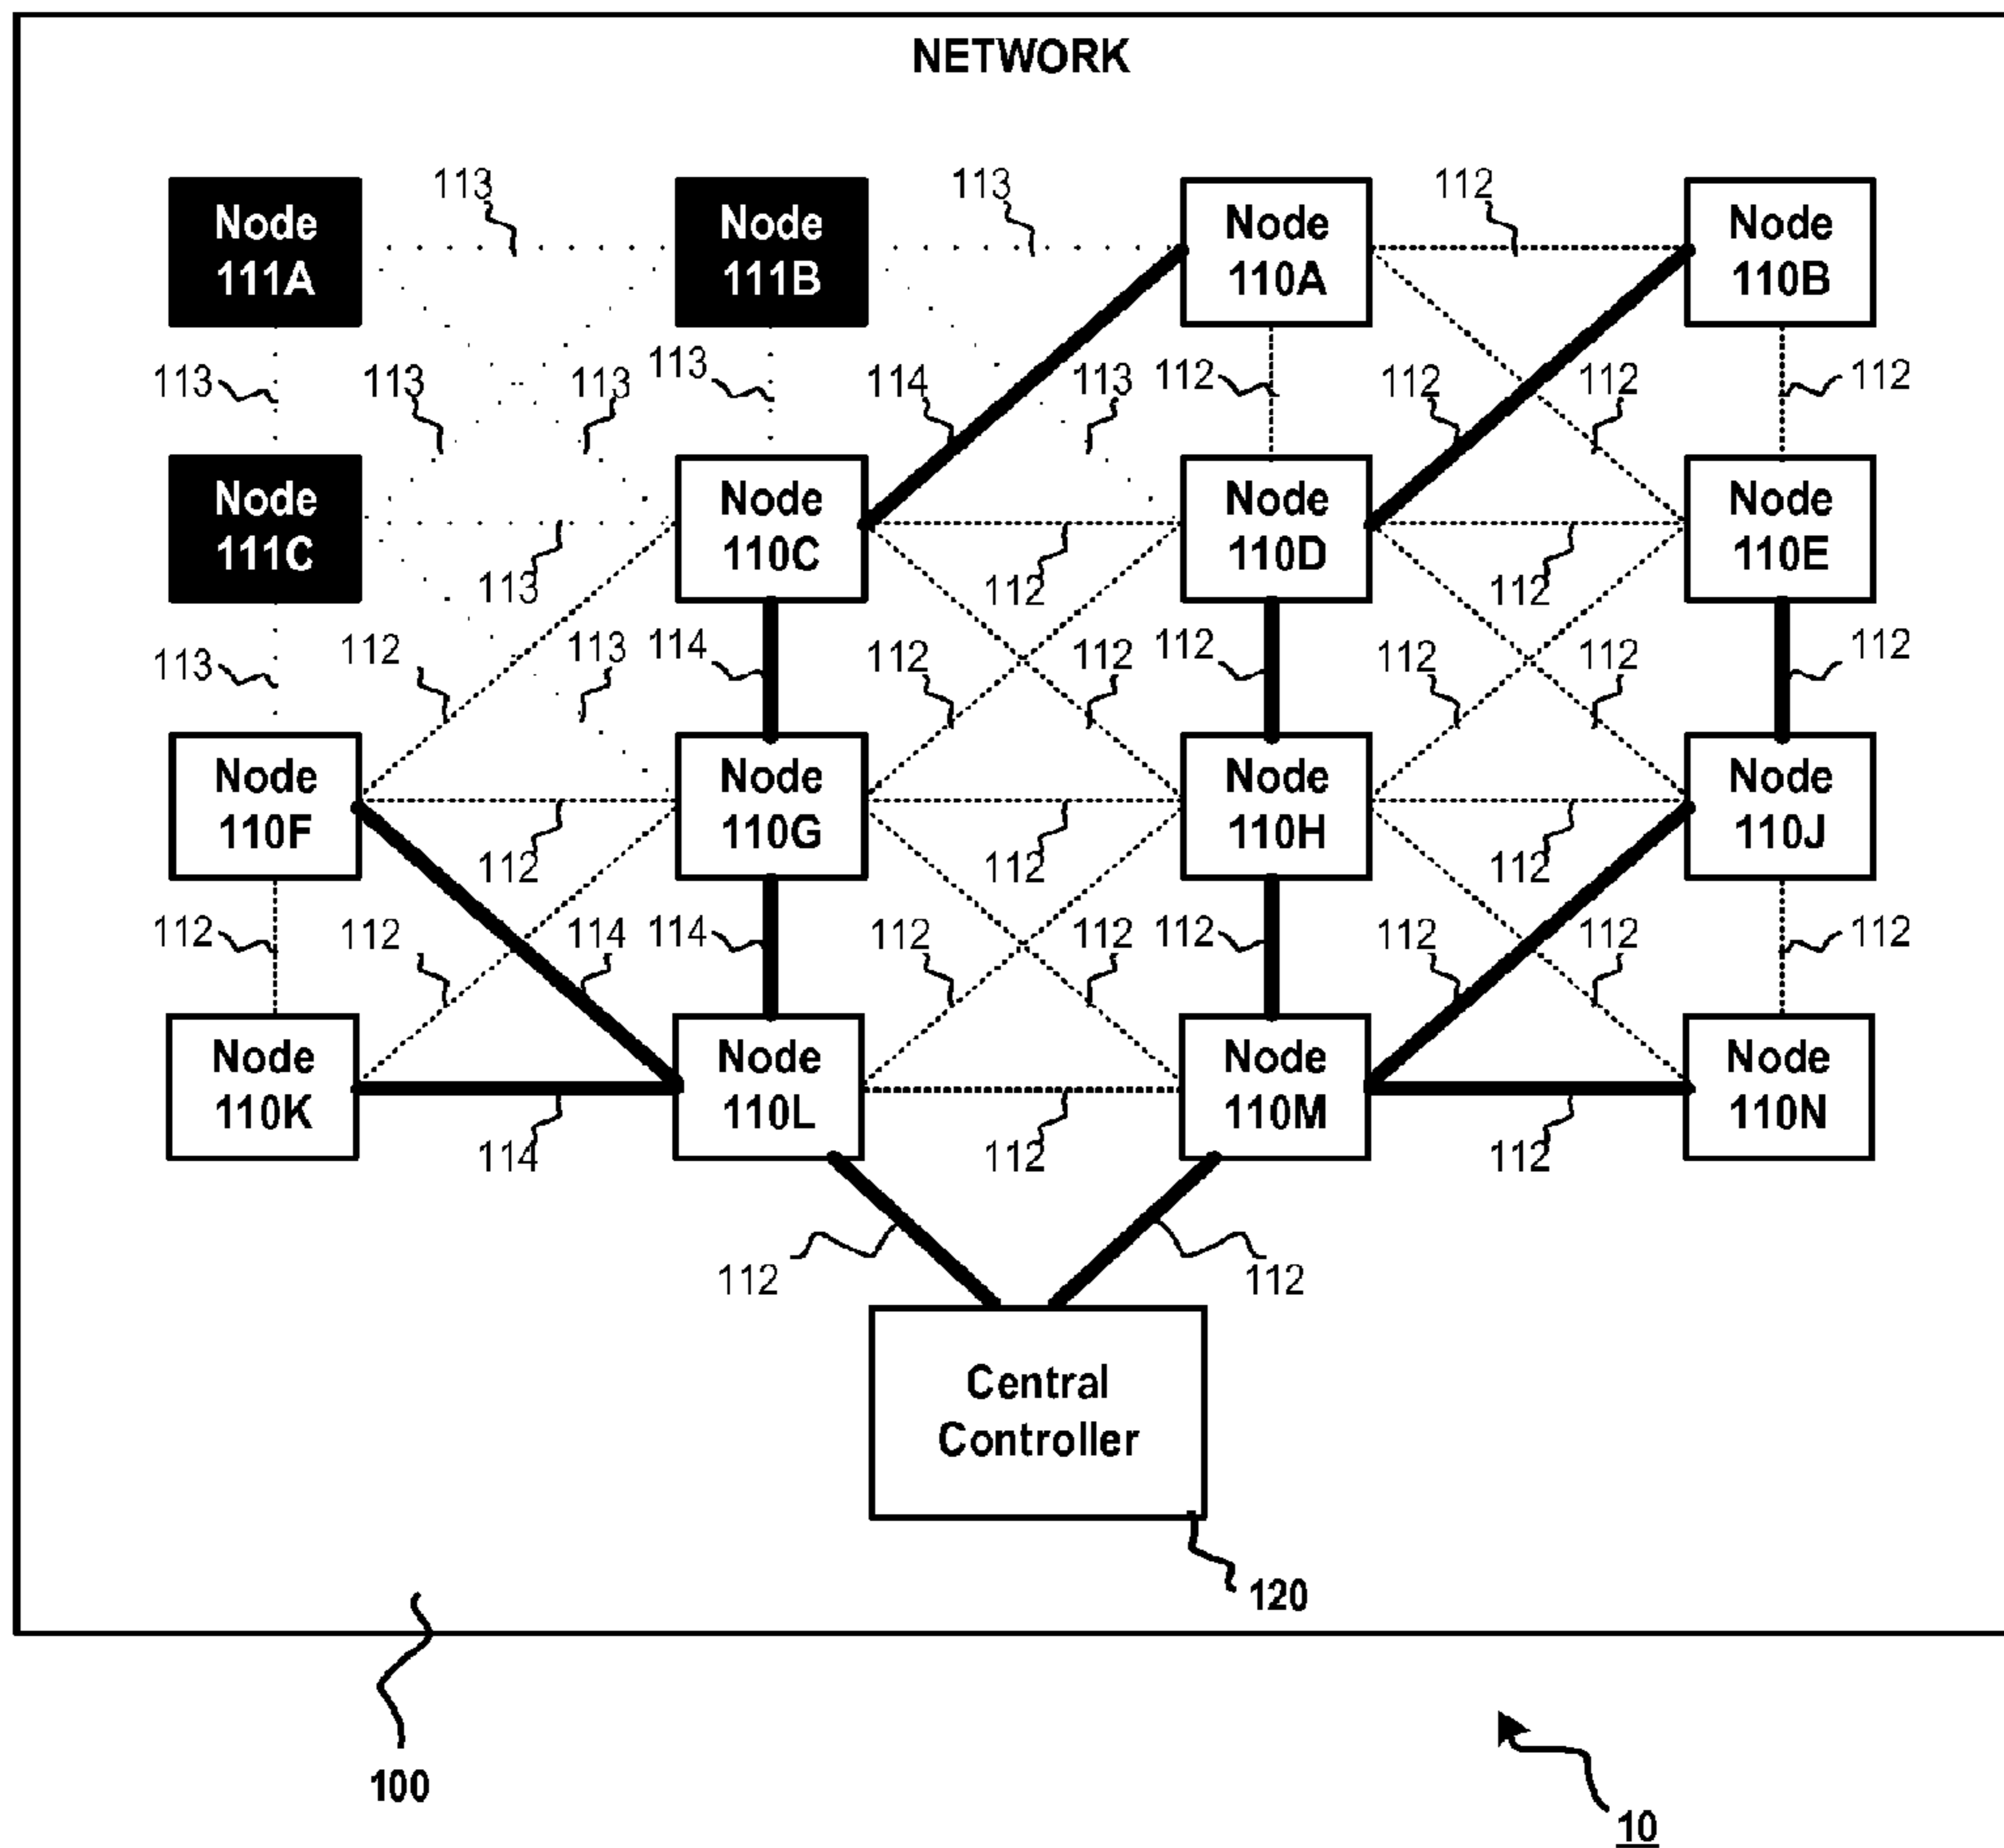 NETWORK
113 113 112
Node Node Node Node
111A 111B 110A 110B
113 113 113 113 114 113 112 112 112 112
Node Node Node Node
111C 110C 110D 110E
113 112 112
113 112 113 114 112 112 112 112 112 112
Node Node Node Node
110F 110G 110H 110J
112 112 112
112 112 114 114 112 112 112 112 112 112
Node Node Node Node
110K 110L 110M 110N
114 112 112
112 112
Central
Controller
120
100
10